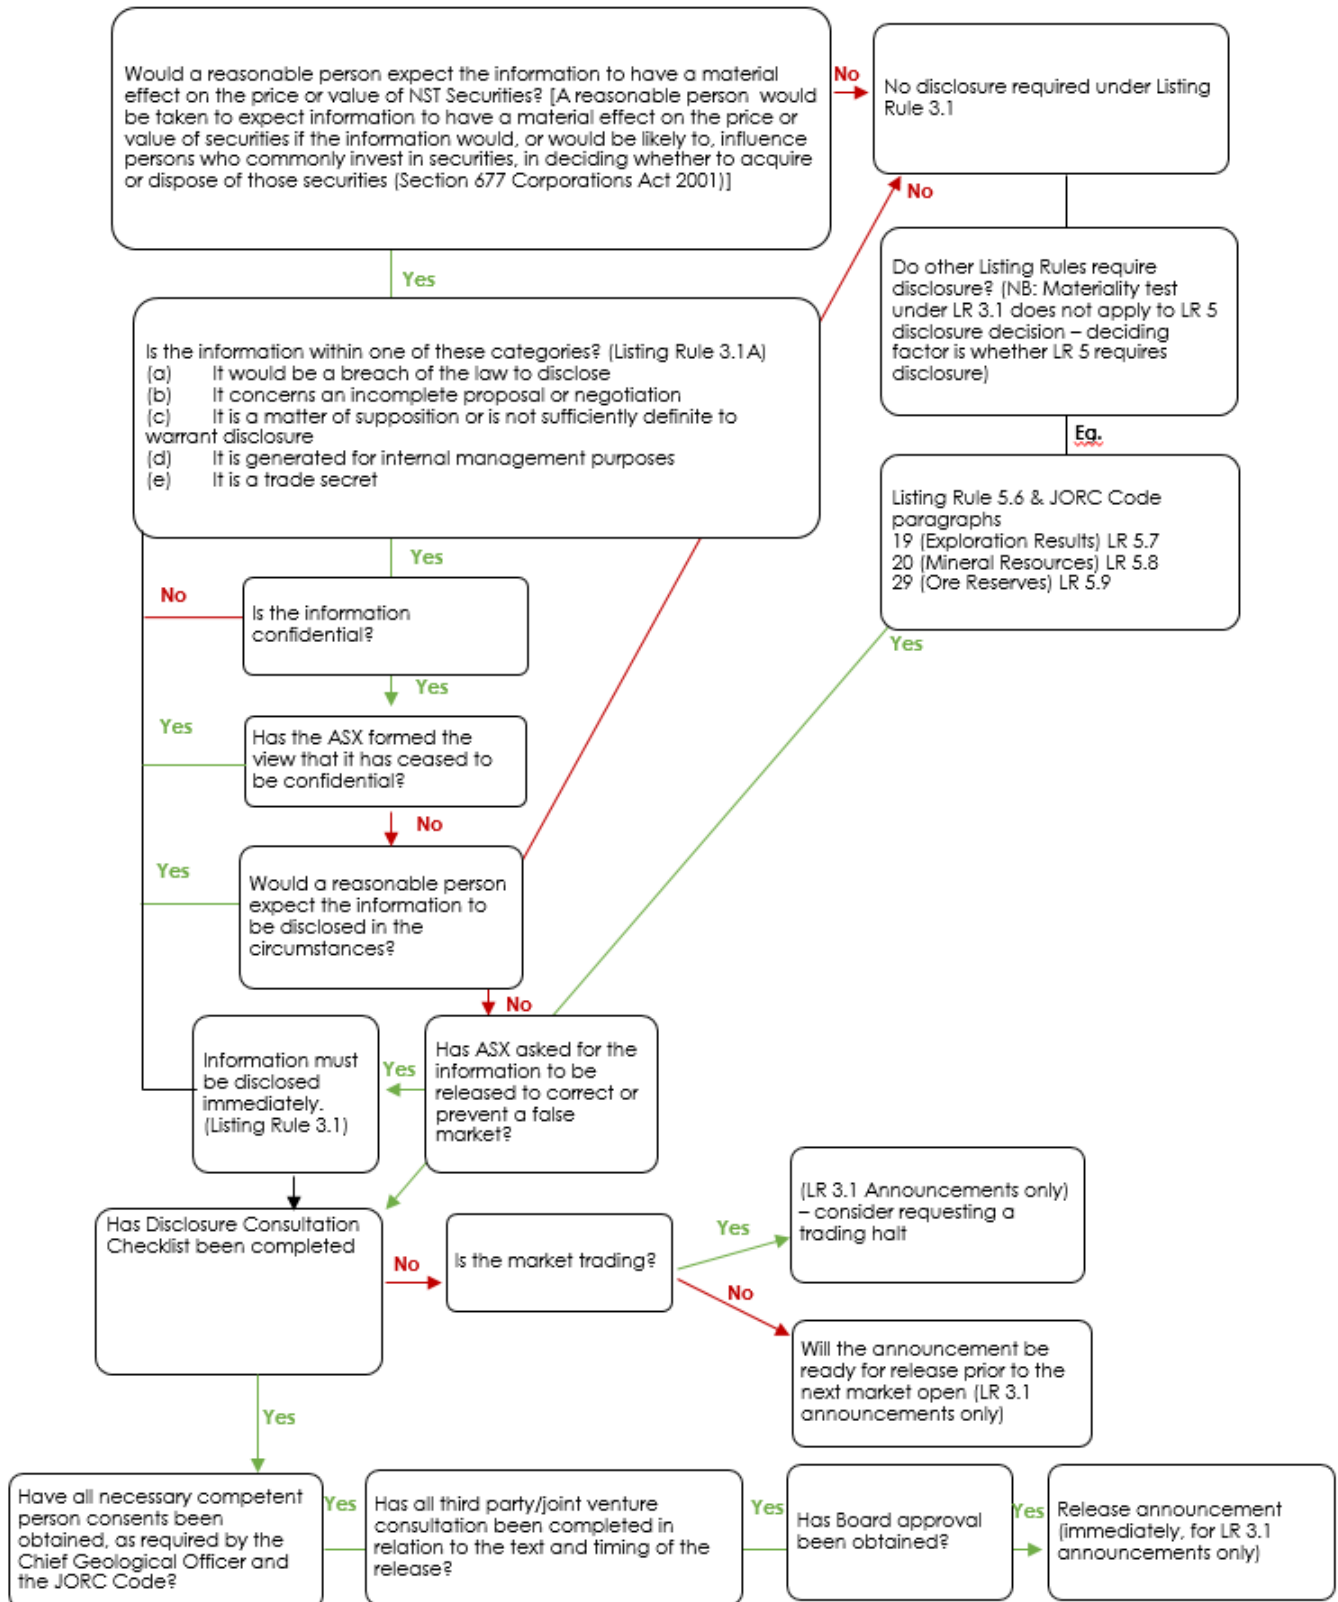 Would a reasonable person expect the information to have a material
effect on the price or value of NST Securities? [A reasonable person would
be taken to expect information to have a material effect on the price or
value of securities if the information would, or would be likely to, influence
persons who commonly invest in securities, in deciding whether to acquire
or dispose of those securities (Section 677 Corporations Act 2001)]
No
No disclosure required under Listing
Rule 3.1
No
Yes
Do other Listing Rules require
disclosure? (NB: Materiality test
under LR 3.1 does not apply to LR 5
disclosure decision – deciding
factor is whether LR 5 requires
disclosure)
Eg.
Listing Rule 5.6 & JORC Code
paragraphs
19 (Exploration Results) LR 5.7
20 (Mineral Resources) LR 5.8
29 (Ore Reserves) LR 5.9
Yes
Is the information within one of these categories? (Listing Rule 3.1A)
(a) It would be a breach of the law to disclose
(b) It concerns an incomplete proposal or negotiation
(c) It is a matter of supposition or is not sufficiently definite to
warrant disclosure
(d) It is generated for internal management purposes
(e) It is a trade secret
Yes
No
Is the information
confidential?
Yes
Yes
Has the ASX formed the
view that it has ceased to
be confidential?
No
Yes
Would a reasonable person
expect the information to
be disclosed in the
circumstances?
No
Information must
be disclosed
immediately.
(Listing Rule 3.1)
Yes
Has ASX asked for the
information to be
released to correct or
prevent a false
market?
Has Disclosure Consultation
Checklist been completed
No
Is the market trading?
Yes
(LR 3.1 Announcements only)
– consider requesting a
trading halt
No
Will the announcement be
ready for release prior to the
next market open (LR 3.1
announcements only)
Yes
Have all necessary competent
person consents been
obtained, as required by the
Chief Geological Officer and
the JORC Code?
Yes
Has all third party/joint venture
consultation been completed in
relation to the text and timing of the
release?
Yes
Has Board approval
been obtained?
Yes
Release announcement
(immediately, for LR 3.1
announcements only)